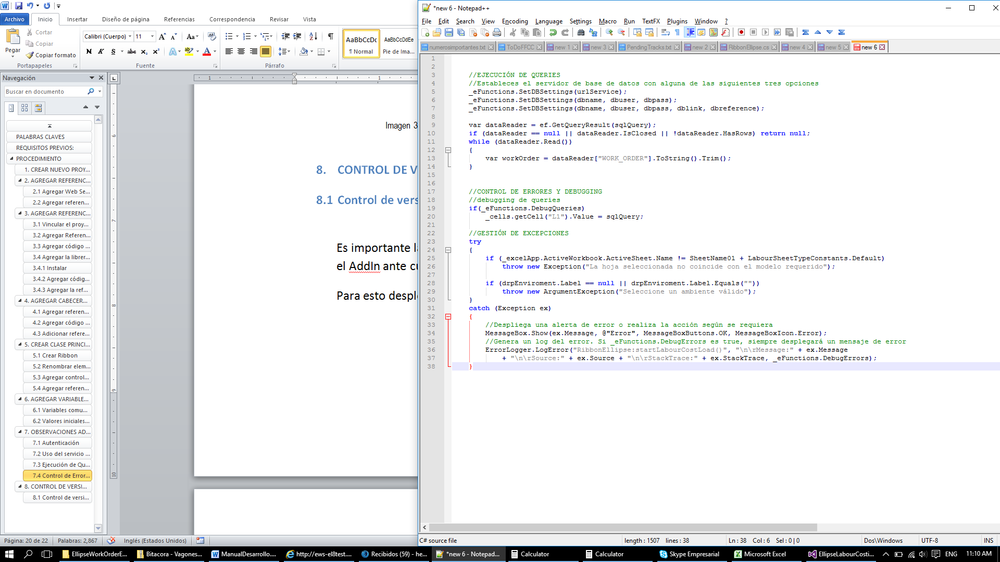 Archivo
Inicio
Insertar
Diseño de página
Referencias
Correspondencia
Revisar
Vista
Pegar
Cortar
Copiar
Copiar formato
Portapapeles
Calibri (Cuerpo)
11
Fuente
Párrafo
AaBbCcDc
¶ Normal
AaBbCcDdEe
Pie de Ima...
Navegación
Buscar en documento
PALABRAS CLAVES
REQUISITOS PREVIOS:
PROCEDIMIENTO
1. CREAR NUEVO PROY...
2. AGREGAR REFERENC...
2.1 Agregar Web Se...
2.2 Agregar referen...
3. AGREGAR REFERENC...
3.1 Vincular el proy...
3.2 Agregar Referen...
3.3 Agregar código ...
3.4 Agregar la librer...
3.4.1 Instalar
3.4.2 Agregar códig...
3.4.3 Agregar la ref...
4. AGREGAR CABECER...
4.1 Agregar referen...
4.2 Agregar código ...
4.3 Adicionar refere...
5. CREAR CLASE PRINCI...
5.1 Crear Ribbon
5.2 Renombrar elem...
5.3 Agregar control...
5.4 Agregar referen...
6. AGREGAR VARIABLE...
6.1 Variables comu...
6.2 Valores iniciales...
7. OBSERVACIONES AD...
7.1 Autenticación
7.2 Uso del servicio ...
7.3 Ejecución de Qu...
7.4 Control de Error...
8. CONTROL DE VERSI...
8.1 Control de versi...
Imagen 3
8. CONTROL DE V
8.1 Control de vers
Es importante la
el AddIn ante cu
Para esto despl
Página: 20 de 22
Palabras: 2,867
Inglés (Estados Unidos)
*new 6 - Notepad++
File Edit Search View Encoding Language Settings Macro Run TextFX Plugins Window ?
numerosimportantes.txt ToDoFFCC new 1 new 3 PendingTracks.txt new 2 RibbonEllipse.cs new 4 new 5 new 6
1
2
3 //EJECUCIÓN DE QUERIES
4 //Estableces el servidor de base de datos con alguna de las siguientes tres opciones
5 _eFunctions.SetDBSettings(urlService);
6 _eFunctions.SetDBSettings(dbname, dbuser, dbpass);
7 _eFunctions.SetDBSettings(dbname, dbuser, dbpass, dblink, dbreference);
8
9 var dataReader = ef.GetQueryResult(sqlQuery);
10 if (dataReader == null || dataReader.IsClosed || !dataReader.HasRows) return null;
11 while (dataReader.Read())
12 {
13 var workOrder = dataReader["WORK_ORDER"].ToString().Trim();
14 }
15
16
17 //CONTROL DE ERRORES Y DEBUGGING
18 //debugging de queries
19 if(_eFunctions.DebugQueries)
20 _cells.getCell("L1").Value = sqlQuery;
21
22 //GESTIÓN DE EXCEPCIONES
23 try
24 {
25 if (_excelApp.ActiveWorkbook.ActiveSheet.Name != SheetName01 + LabourSheetTypeConstants.Default)
26 throw new Exception("La hoja seleccionada no coincide con el modelo requerido");
27
28 if (drpEnviroment.Label == null || drpEnviroment.Label.Equals(""))
29 throw new ArgumentException("Seleccione un ambiente válido");
30 }
31 catch (Exception ex)
32 {
33 //Despliega una alerta de error o realiza la acción según se requiera
34 MessageBox.Show(ex.Message, @"Error", MessageBoxButtons.OK, MessageBoxIcon.Error);
35 //Genera un log del error. Si _eFunctions.DebugErrors es true, siempre desplegará un mensaje de error
36 ErrorLogger.LogError("RibbonEllipse:startLabourCostLoad()", "\n\rMessage:" + ex.Message
37 + "\n\rSource:" + ex.Source + "\n\rStackTrace:" + ex.StackTrace, _eFunctions.DebugErrors);
38 }
C# source file
length : 1507 lines : 38
Ln : 38 Col : 6 Sel : 0 | 0
Dos\Windows
UTF-8
INS
EllipseWorkOrderE...
Bitacora - Vagones...
ManualDesarrollo....
http://ews-el8test....
Recibidos (59) - he...
*new 6 - Notepad...
Calculator
Calculator
Skype Empresarial
Microsoft Excel
EllipseLabourCosti...
ENG
11:10 AM